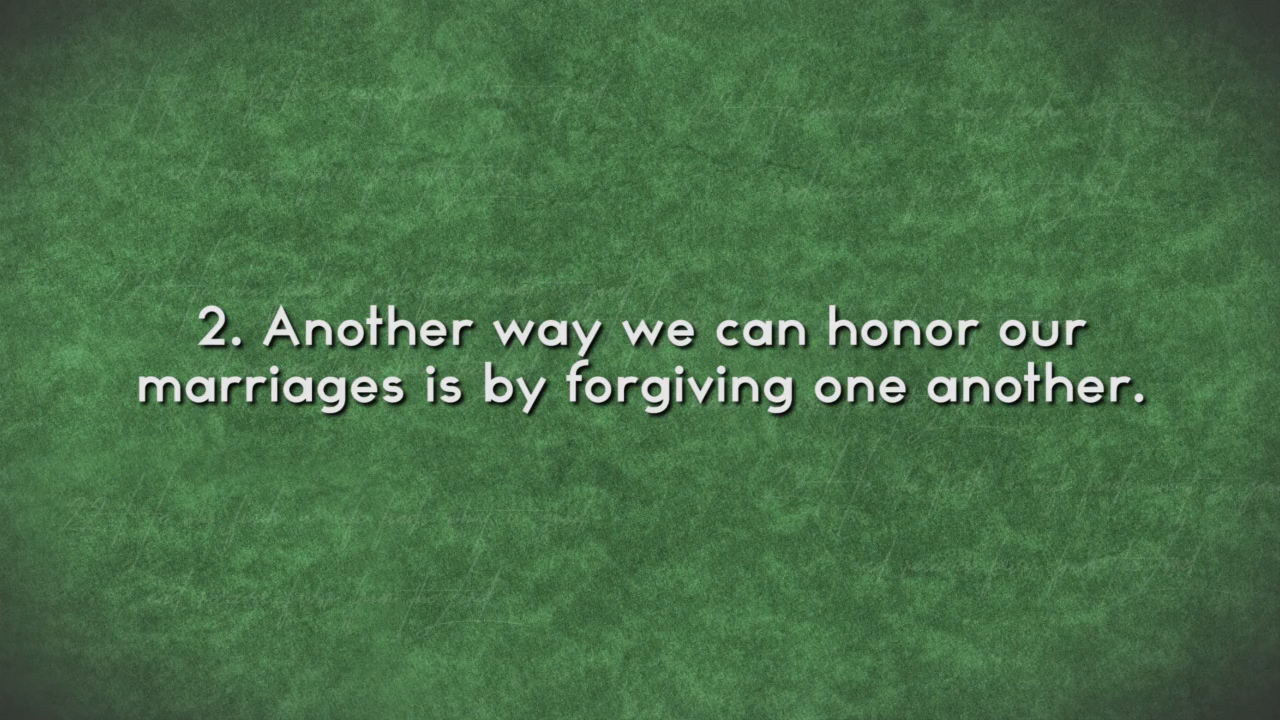 2. Another way we can honor our
marriages is by forgiving one another.